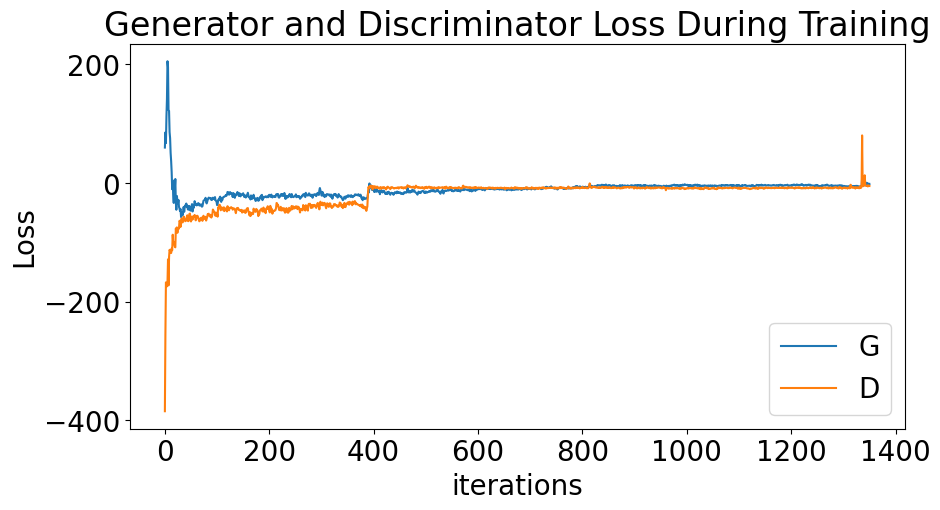 Generator and Discriminator Loss During Training
200
0
−200
−400
Loss
0 200 400 600 800 1000 1200 1400
iterations
G
D